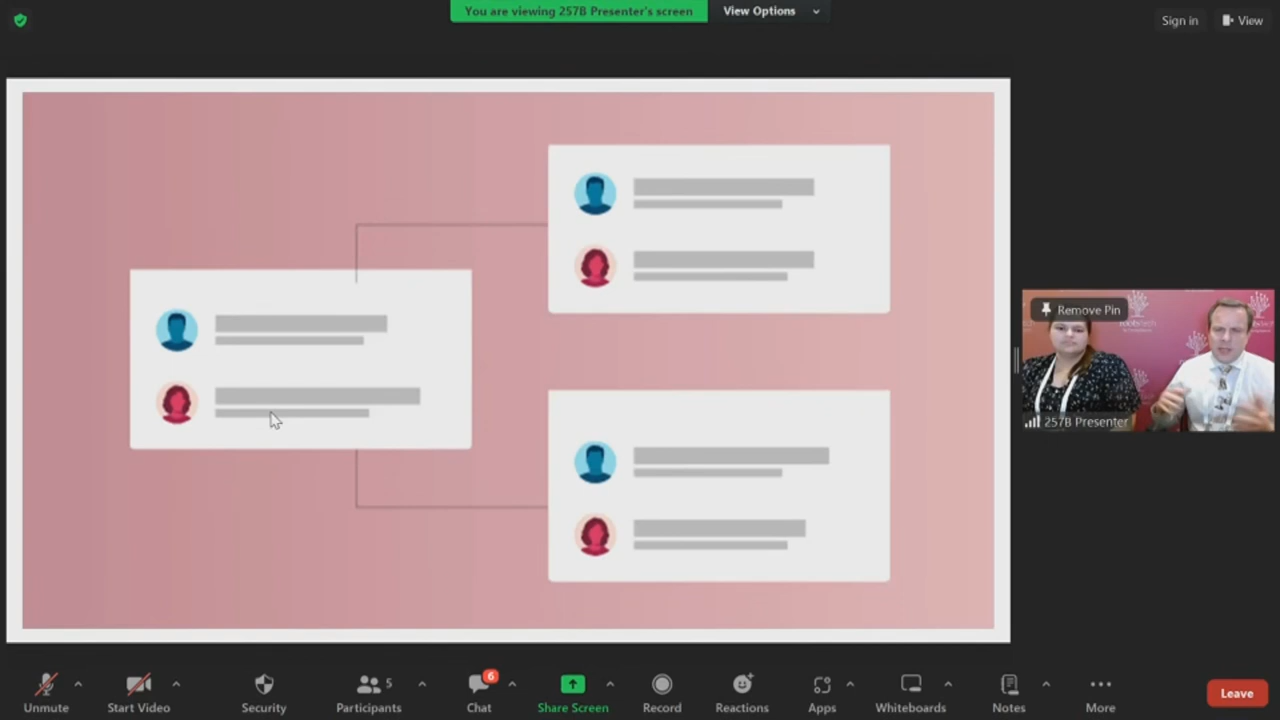 You are viewing 257B Presenter's screen
View Options
Sign in
View
Remove Pin
rootstech
257B Presenter
Unmute
Start Video
Security
5
Participants
6
Chat
Share Screen
Record
Reactions
Apps
Whiteboards
Notes
More
Leave